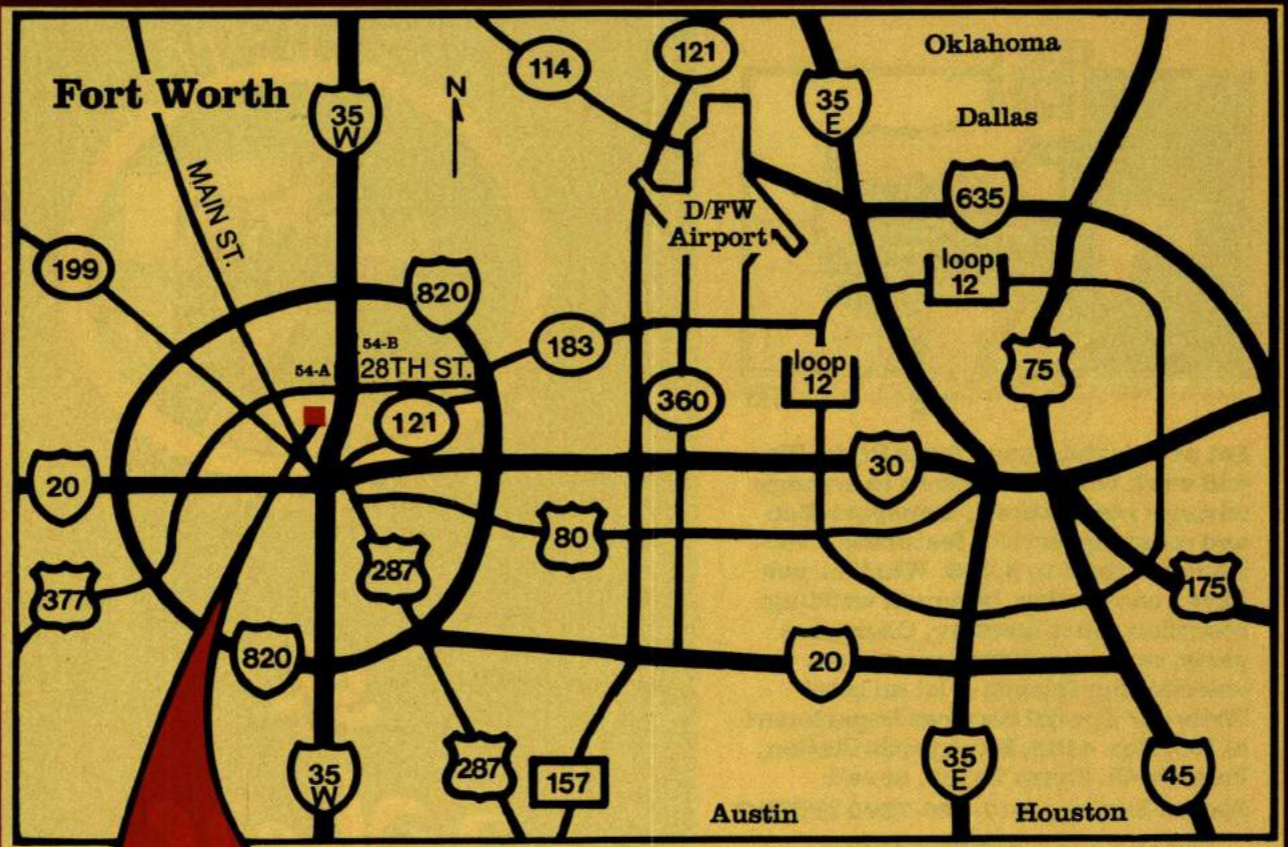 Oklahoma
121
114
35
E
Fort Worth
35
W
N
Dallas
MAIN ST.
635
D/FW
Airport
199
loop
12
820
54-B
183
28TH ST.
54-A
loop
12
75
360
121
30
20
80
287
377
175
820
20
35
E
287
157
35
W
45
Austin
Houston